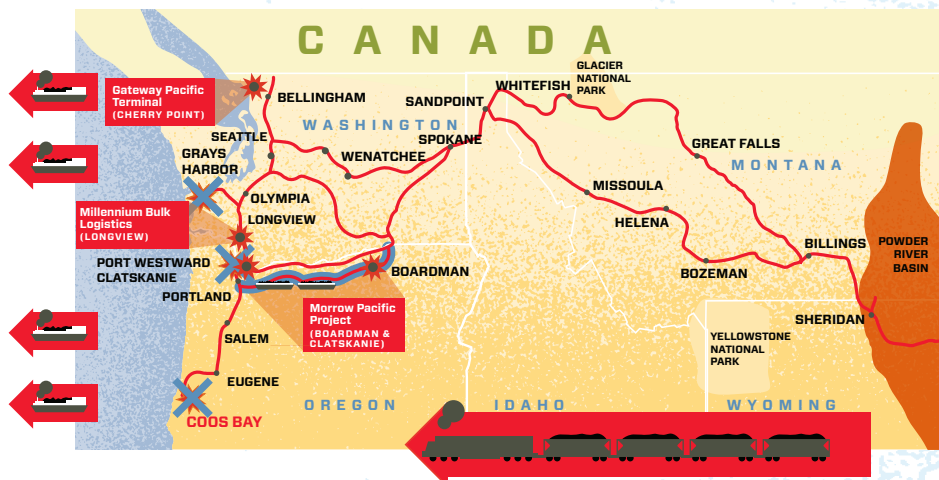 CANADA
GLACIER
NATIONAL
PARK
WHITEFISH
Gateway Pacific
Terminal
(CHERRY POINT)
BELLINGHAM
SANDPOINT
WASHINGTON
SEATTLE
SPOKANE
GREAT FALLS
GRAYS
HARBOR
WENATCHEE
MONTANA
MISSOULA
OLYMPIA
Millennium Bulk
Logistics
(LONGVIEW)
LONGVIEW
HELENA
BILLINGS
POWDER
RIVER
BASIN
PORT WESTWARD
CLATSKANIE
BOARDMAN
BOZEMAN
PORTLAND
Morrow Pacific
Project
(BOARDMAN &
CLATSKANIE)
SHERIDAN
SALEM
YELLOWSTONE
NATIONAL
PARK
EUGENE
OREGON
IDAHO
WYOMING
COOS BAY